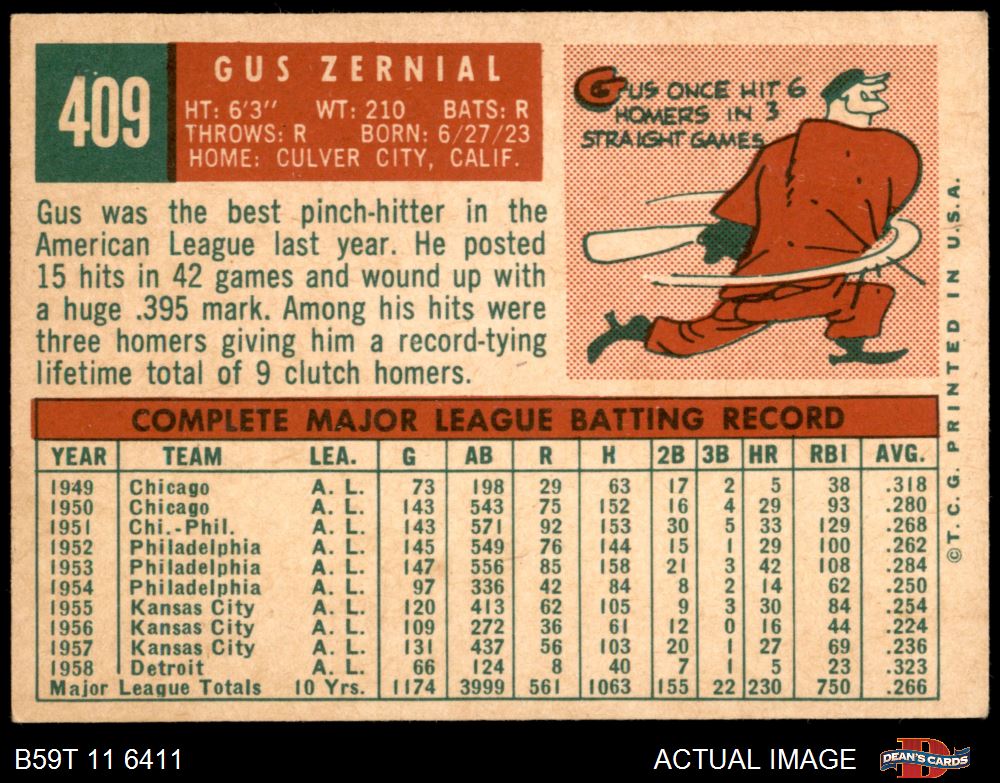 409
GUS ZERNIAL
HT: 6'3" WT: 210 BATS: R
THROWS: R BORN: 6/27/23
HOME: CULVER CITY, CALIF.
GUS ONCE HIT 6
HOMERS IN 3
STRAIGHT GAMES
Gus was the best pinch-hitter in the
American League last year. He posted
15 hits in 42 games and wound up with
a huge .395 mark. Among his hits were
three homers giving him a record-tying
lifetime total of 9 clutch homers.
COMPLETE MAJOR LEAGUE BATTING RECORD
YEAR TEAM LEA. G AB R H 2B 3B HR RBI AVG.
1949 Chicago A. L. 73 198 29 63 17 2 5 38 .318
1950 Chicago A. L. 143 543 75 152 16 4 29 93 .280
1951 Chi.-Phil. A. L. 143 571 92 153 30 5 33 129 .268
1952 Philadelphia A. L. 145 549 76 144 15 1 29 100 .262
1953 Philadelphia A. L. 147 556 85 158 21 3 42 108 .284
1954 Philadelphia A. L. 97 336 42 84 8 2 14 62 .250
1955 Kansas City A. L. 120 413 62 105 9 3 30 84 .254
1956 Kansas City A. L. 109 272 36 61 12 0 16 44 .224
1957 Kansas City A. L. 131 437 56 103 20 1 27 69 .236
1958 Detroit A. L. 66 124 8 40 7 1 5 23 .323
Major League Totals 10 Yrs. 1174 3999 561 1063 155 22 230 750 .266
©T. C. G. PRINTED IN U.S.A.
B59T 11 6411
ACTUAL IMAGE
DEAN'S CARDS